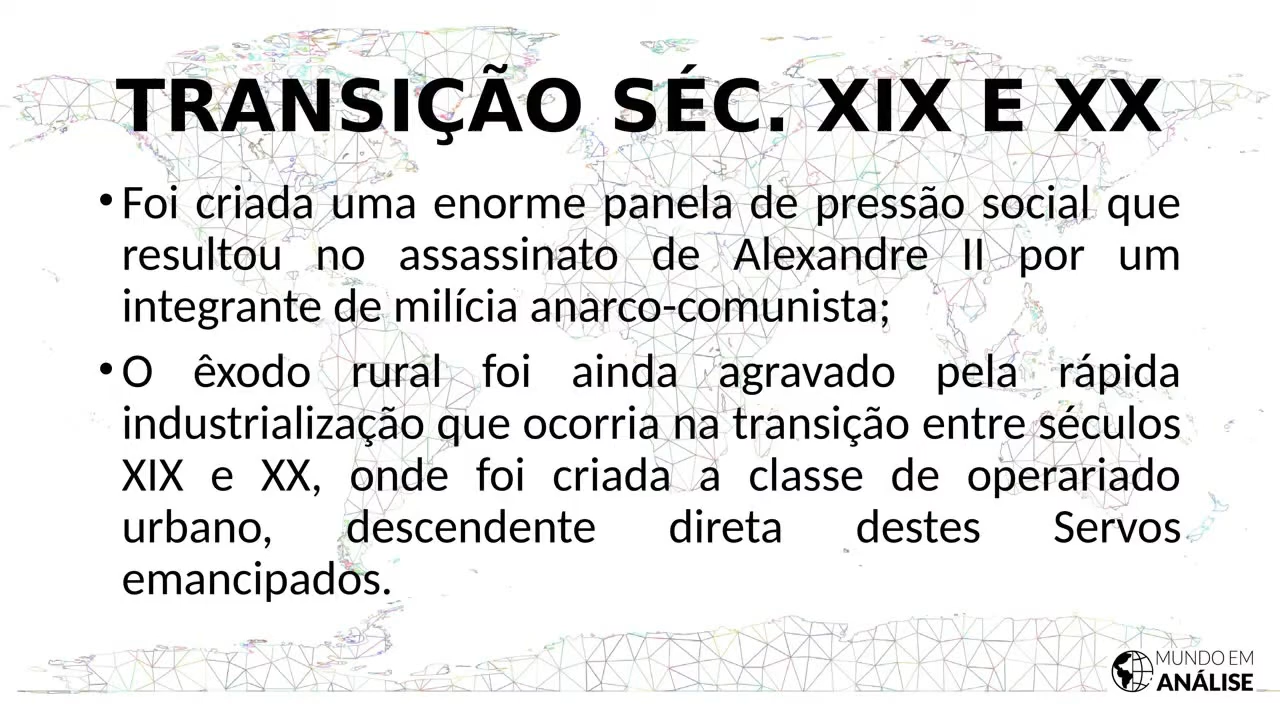 TRANSIÇÃO SÉC. XIX E XX
•Foi criada uma enorme panela de pressão social que
resultou no assassinato de Alexandre II por um
integrante de milícia anarco-comunista;
•O êxodo rural foi ainda agravado pela rápida
industrialização que ocorria na transição entre séculos
XIX e XX, onde foi criada a classe de operariado
urbano, descendente direta destes Servos
emancipados.
MUNDO EM
ANÁLISE